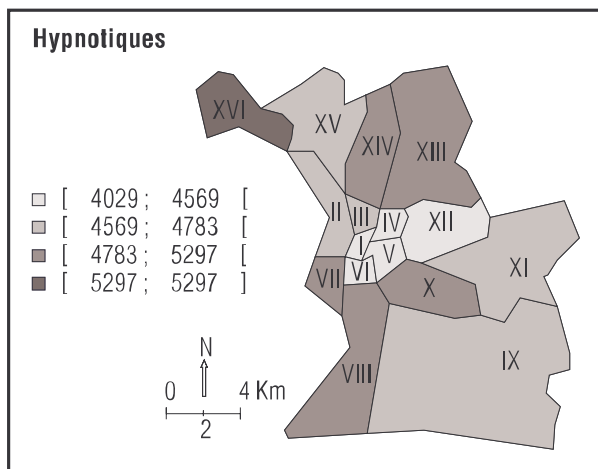 Hypnotiques
XVI
XV
XIV
XIII
II
III
IV
XII
I
V
VI
XI
VII
X
VIII
IX
[ 4029 ; 4569 [
[ 4569 ; 4783 [
[ 4783 ; 5297 [
[ 5297 ; 5297 ]
N
0 4 Km
2